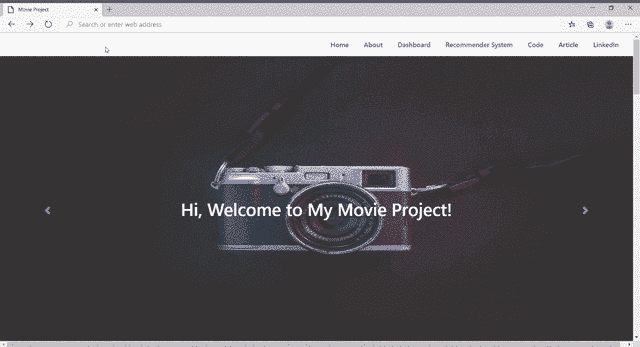 Movie Project
Search or enter web address
Home About Dashboard Recommender System Code Article LinkedIn
Hi, Welcome to My Movie Project!